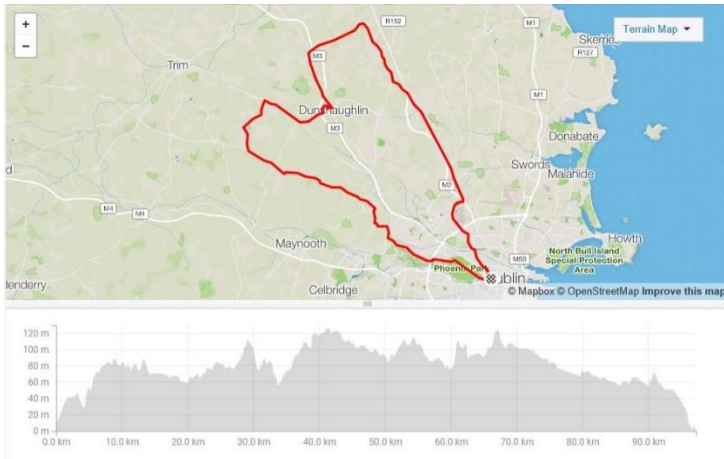 +
−
Terrain Map
R152
Skerries
R127
M3
M1
Trim
M1
Dunshaughlin
M3
Donabate
Swords
Malahide
M2
M4
M4
Maynooth
Howth
M50
North Bull Island
Special Protection
Area
Phoenix Park
ublin
Celbridge
denderry
© Mapbox © OpenStreetMap Improve this map
120 m
100 m
80 m
60 m
40 m
20 m
0 m
0.0 km 10.0 km 20.0 km 30.0 km 40.0 km 50.0 km 60.0 km 70.0 km 80.0 km 90.0 km